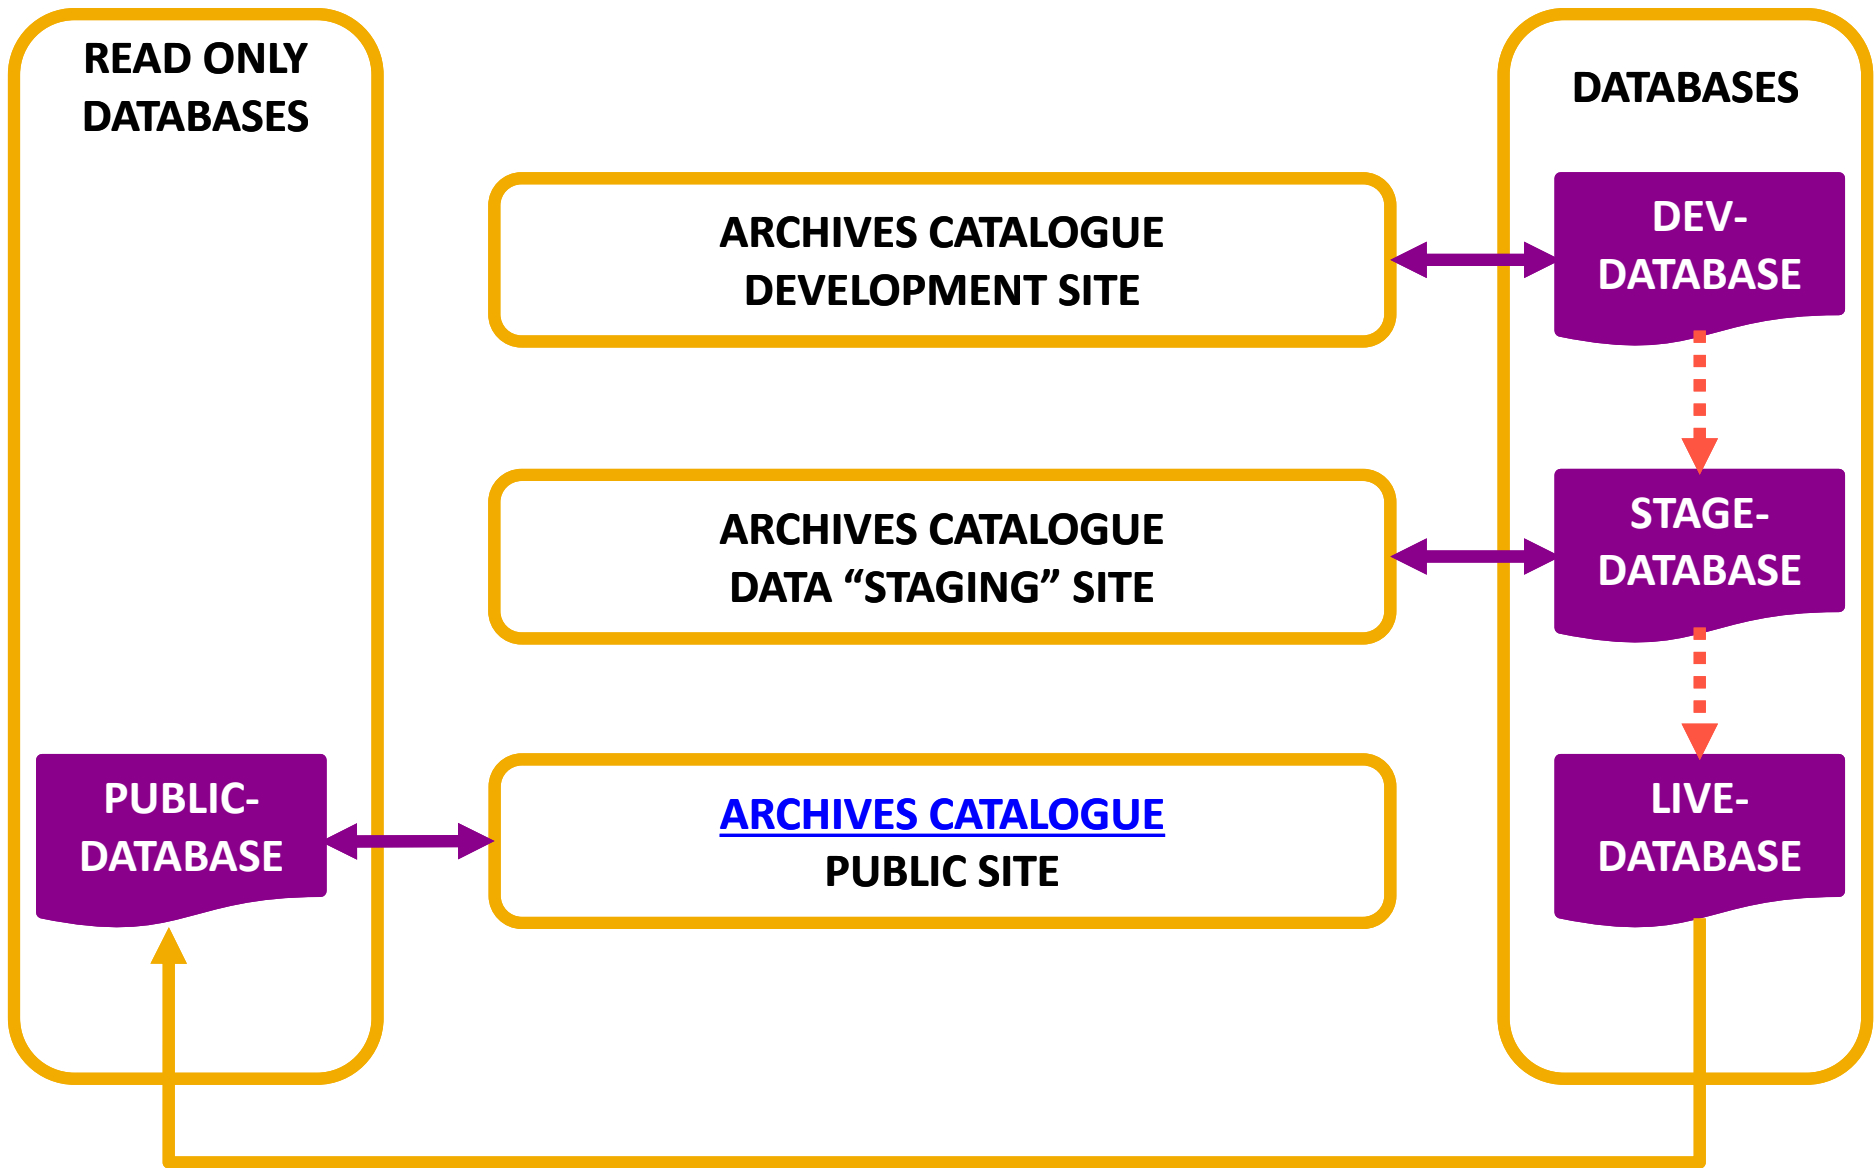 READ ONLY
DATABASES
DATABASES
ARCHIVES CATALOGUE
DEVELOPMENT SITE
DEV-
DATABASE
ARCHIVES CATALOGUE
DATA “STAGING” SITE
STAGE-
DATABASE
PUBLIC-
DATABASE
ARCHIVES CATALOGUE
PUBLIC SITE
LIVE-
DATABASE